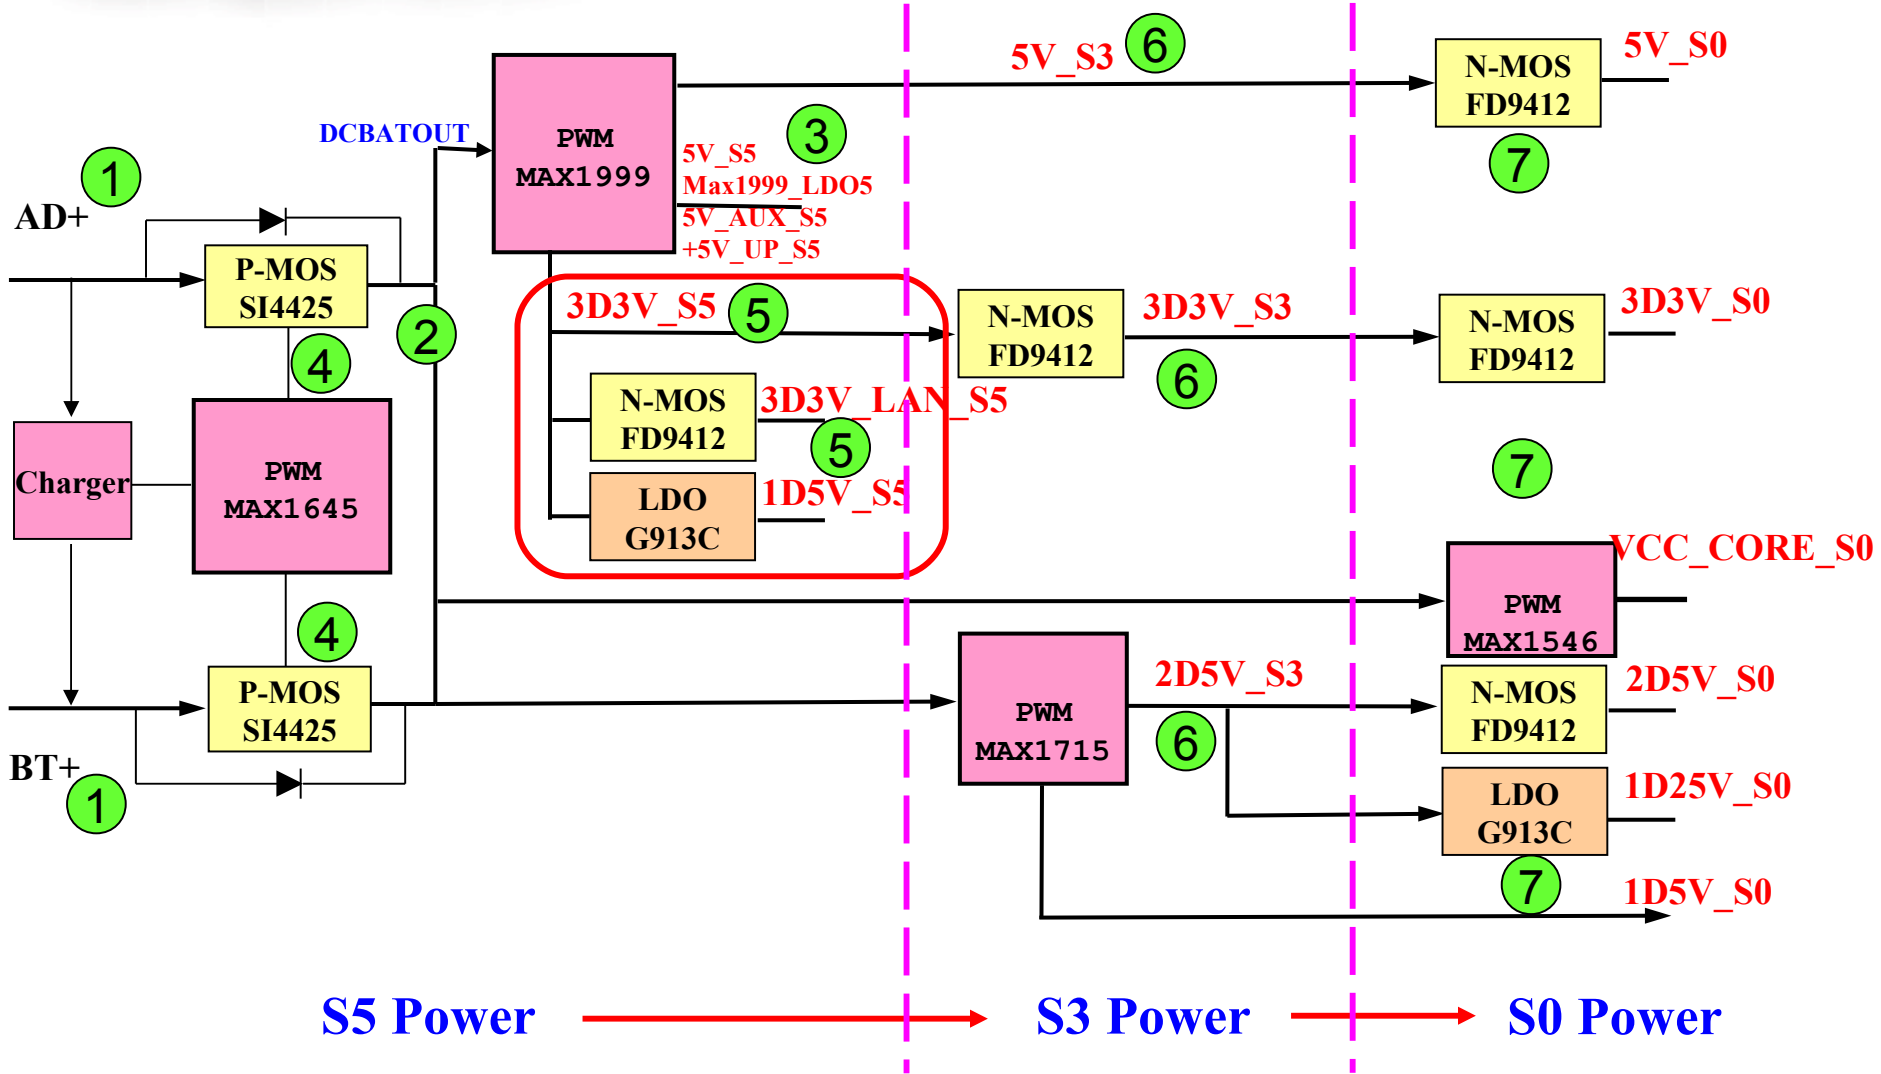 5V_S3
6
N-MOS
FD9412
5V_S0
7
DCBATOUT
PWM
MAX1999
3
5V_S5
Max1999_LDO5
5V_AUX_S5
+5V_UP_S5
1
AD+
P-MOS
SI4425
2
4
3D3V_S5
5
N-MOS
FD9412
3D3V_S3
6
N-MOS
FD9412
3D3V_S0
Charger
PWM
MAX1645
N-MOS
FD9412
3D3V_LAN_S5
5
LDO
G913C
1D5V_S5
7
VCC_CORE_S0
PWM
MAX1546
4
P-MOS
SI4425
BT+
1
PWM
MAX1715
2D5V_S3
6
N-MOS
FD9412
2D5V_S0
LDO
G913C
1D25V_S0
7
1D5V_S0
S5 Power
S3 Power
S0 Power